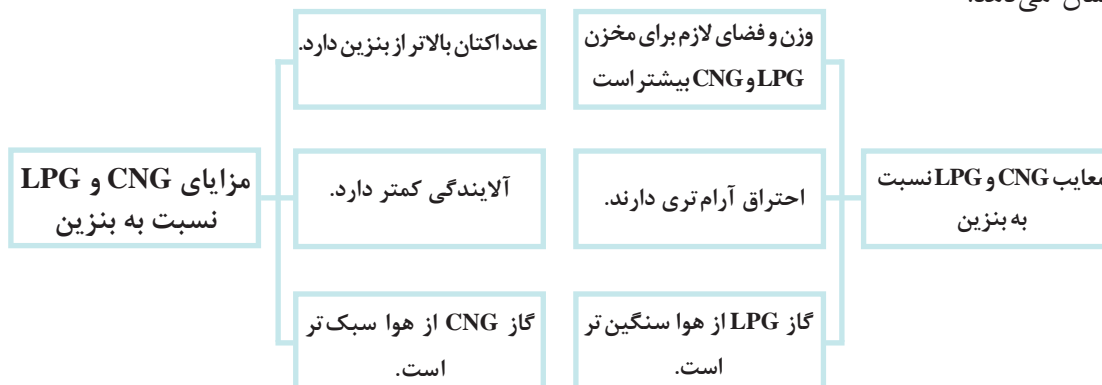 معایب CNG و LPG نسبت
به بنزین
وزن و فضای لازم برای مخزن
LPG و CNG بیشتر است
احتراق آرام تری دارند.
گاز LPG از هوا سنگین تر
است.
عدد اکتان بالاتر از بنزین دارد.
آلایندگی کمتر دارد.
گاز CNG از هوا سبک تر
است.
مزایای CNG و LPG
نسبت به بنزین